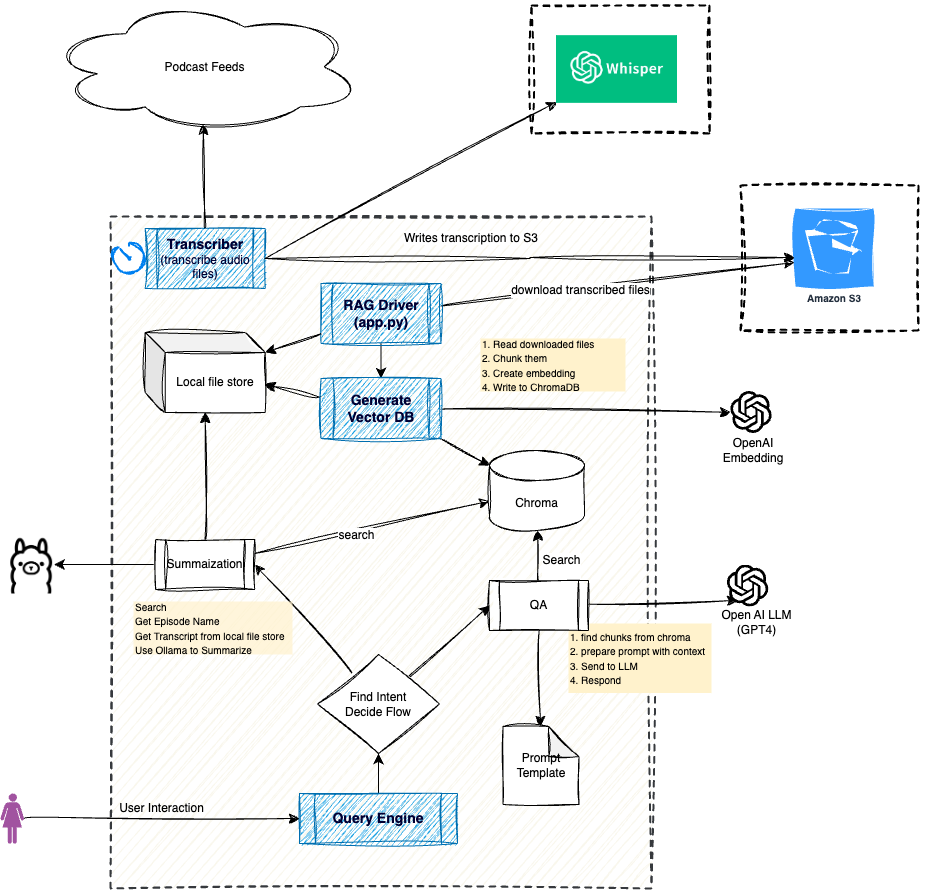 Podcast Feeds
Whisper
Transcriber
(transcribe audio
files)
Writes transcription to S3
Amazon S3
download transcribed files
RAG Driver
(app.py)
1. Read downloaded files
2. Chunk them
3. Create embedding
4. Write to ChromaDB
Local file store
Generate
Vector DB
OpenAI
Embedding
Chroma
search
Search
Summaization
QA
Open AI LLM
(GPT4)
Search
Get Episode Name
Get Transcript from local file store
Use Ollama to Summarize
1. find chunks from chroma
2. prepare prompt with context
3. Send to LLM
4. Respond
Find Intent
Decide Flow
Prompt
Template
User Interaction
Query Engine